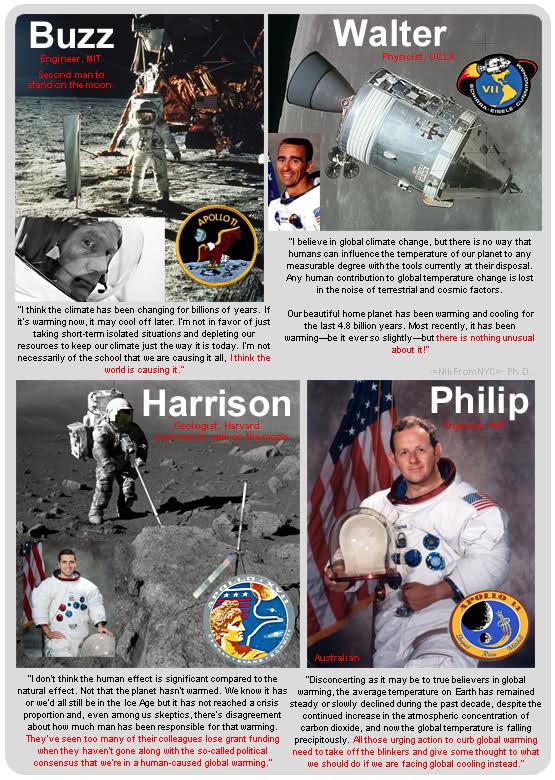 Buzz
Engineer, MIT
Second man to
stand on the moon
APOLLO 11
"I think the climate has been changing for billions of years. If
it's warming now, it may cool off later. I'm not in favor of just
taking short-term isolated situations and depleting our
resources to keep our climate just the way it is today. I'm not
necessarily of the school that we are causing it all, I think the
world is causing it."
Walter
Physicist, UCLA
VII
SCHIRRA·EISELE·CUNNINGHAM
"I believe in global climate change, but there is no way that
humans can influence the temperature of our planet to any
measurable degree with the tools currently at their disposal.
Any human contribution to global temperature change is lost
in the noise of terrestrial and cosmic factors.
Our beautiful home planet has been warming and cooling for
the last 4.8 billion years. Most recently, it has been
warming—be it ever so slightly—but there is nothing unusual
about it!"
=NikFromNYC= Ph.D.
Harrison
Geologist, Harvard
Last man to walk on the moon
APOLLO XVII
"I don't think the human effect is significant compared to the
natural effect. Not that the planet hasn't warmed. We know it has
or we'd all still be in the Ice Age but it has not reached a crisis
proportion and, even among us skeptics, there's disagreement
about how much man has been responsible for that warming.
They've seen too many of their colleagues lose grant funding
when they haven't gone along with the so-called political
consensus that we're in a human-caused global warming."
Philip
Engineer, MIT
Australian
APOLLO
"Disconcerting as it may be to true believers in global
warming, the average temperature on Earth has remained
steady or slowly declined during the past decade, despite the
continued increase in the atmospheric concentration of
carbon dioxide, and now the global temperature is falling
precipitously. All those urging action to curb global warming
need to take off the blinkers and give some thought to what
we should do if we are facing global cooling instead."